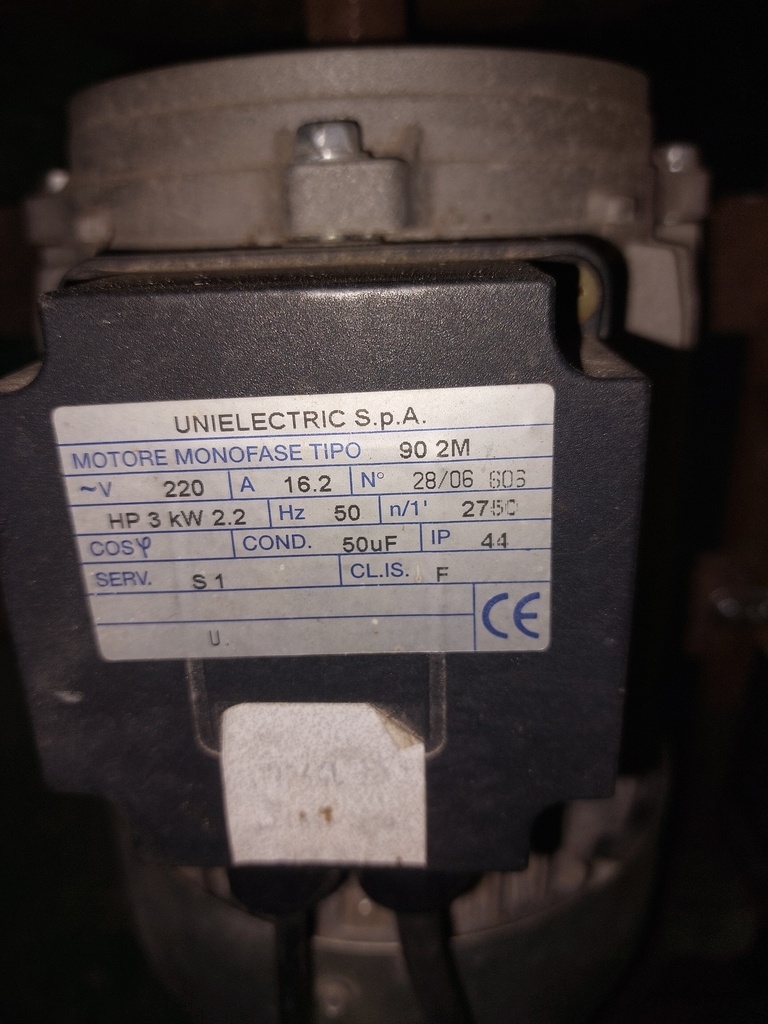 UNIELECTRIC S.p.A.
MOTORE MONOFASE TIPO 90 2M
~V 220 A 16.2 N° 28/06 606
HP 3 kW 2.2 Hz 50 n/1' 2750
COSφ COND. 50uF IP 44
SERV. S 1 CL.IS. F
U. CE